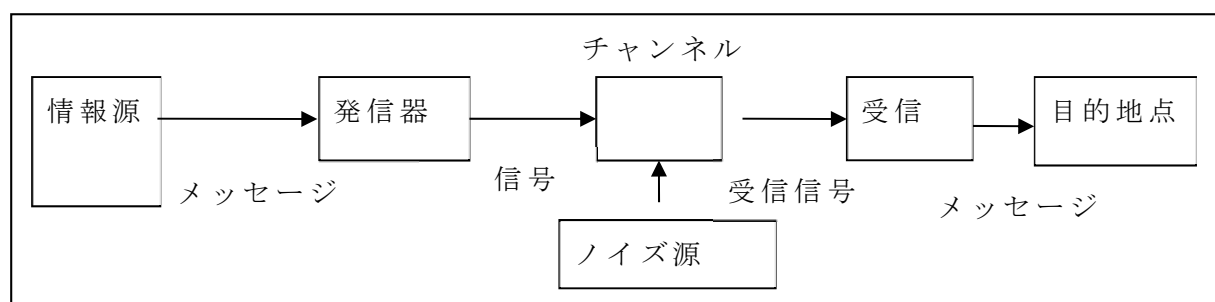 チャンネル
情報源
発信器
受信
目的地点
メッセージ
信号
受信信号
メッセージ
ノイズ源